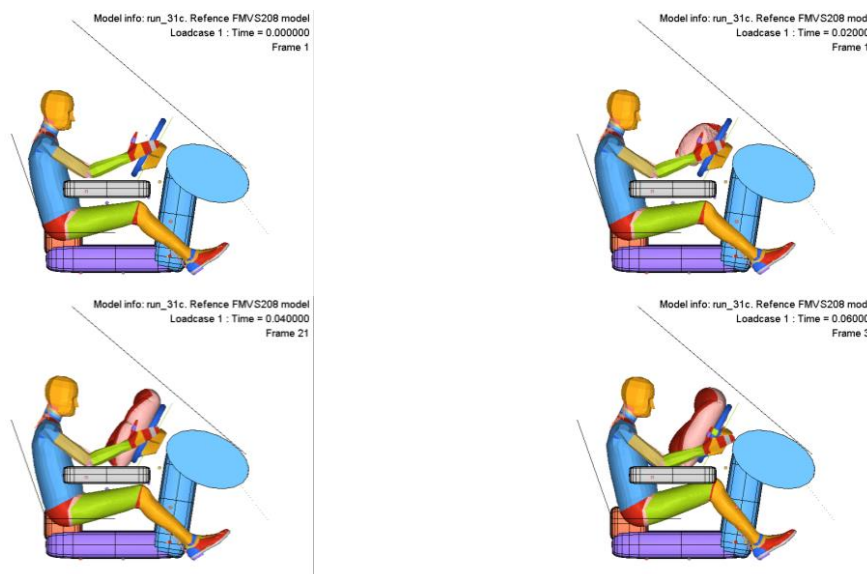 Model info: run_31c. Refence FMVS208 model
Loadcase 1 : Time = 0.000000
Frame 1
Model info: run_31c. Refence FMVS208 mod
Loadcase 1 : Time = 0.02000
Frame 1
Model info: run_31c. Refence FMVS208 model
Loadcase 1 : Time = 0.040000
Frame 21
Model info: run_31c. Refence FMVS208 mod
Loadcase 1 : Time = 0.06000
Frame 3